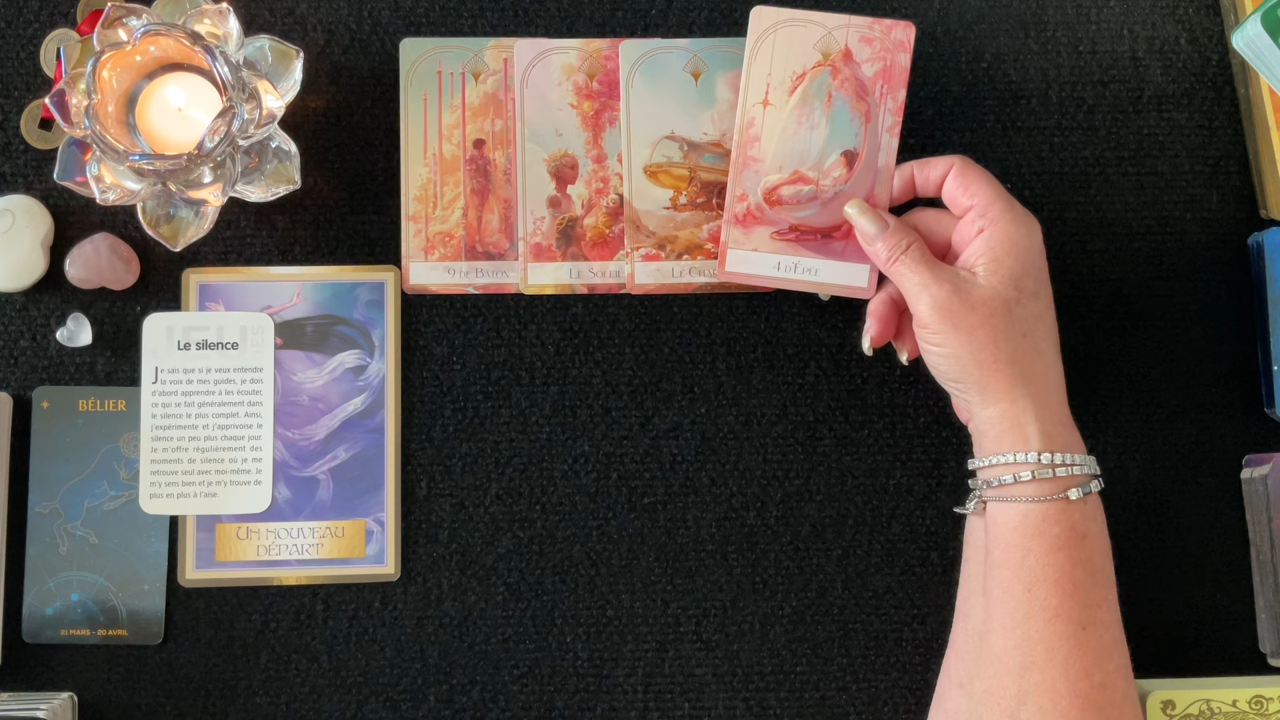 9 DE BÂTON
LE SOLEIL
LE CHAR
4 D'ÉPÉE
Le silence
Je sais que si je veux entendre
la voix de mes guides, je dois
d'abord apprendre à les écouter,
ce qui se fait généralement dans
le silence le plus complet. Ainsi,
j'expérimente et j'apprivoise le
silence un peu plus chaque jour.
Je m'offre régulièrement des
moments de silence où je me
retrouve seul avec moi-même. Je
m'y sens bien et je m'y trouve de
plus en plus à l'aise.
BÉLIER
21 MARS - 20 AVRIL
UN NOUVEAU
DÉPART